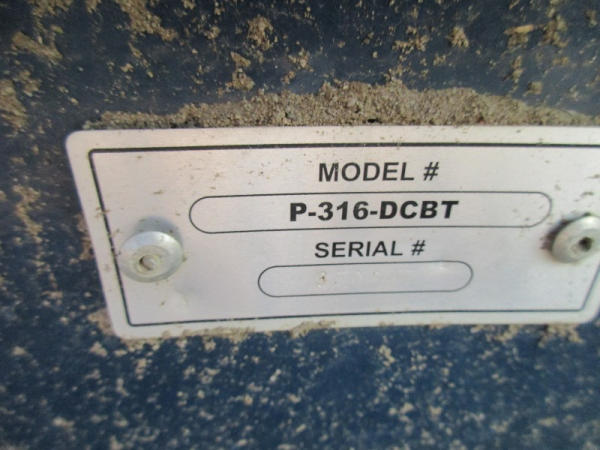 MODEL #
P-316-DCBT
SERIAL #